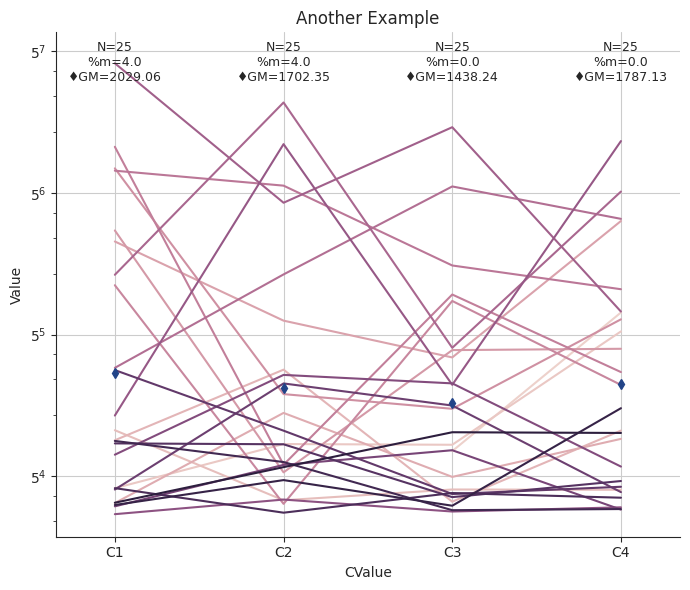 Another Example
N=25 N=25 N=25 N=25
%m=4.0 %m=4.0 %m=0.0 %m=0.0
♦GM=2029.06 ♦GM=1702.35 ♦GM=1438.24 ♦GM=1787.13
5⁷
5⁶
5⁵
5⁴
Value
C1 C2 C3 C4
CValue